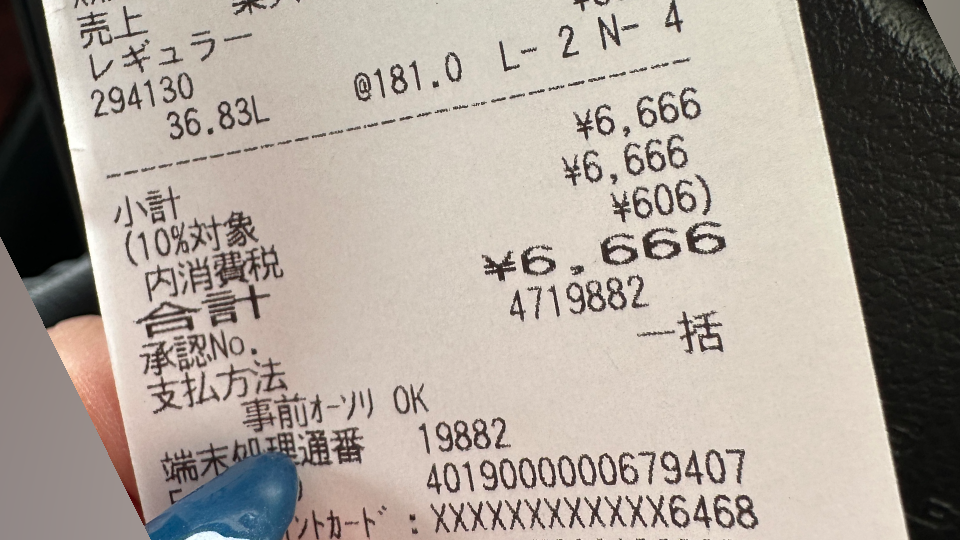 売上
レギュラー
294130 @181.0 L- 2 N- 4
36.83L ¥6,666
小計 ¥6,666
(10%対象 ¥606)
内消費税
合計 ¥6,666
承認No. 4719882
支払方法 一括
事前オーソリ OK
端末処理通番 19882
4019000000679407
ントカード : XXXXXXXXXXXX6468